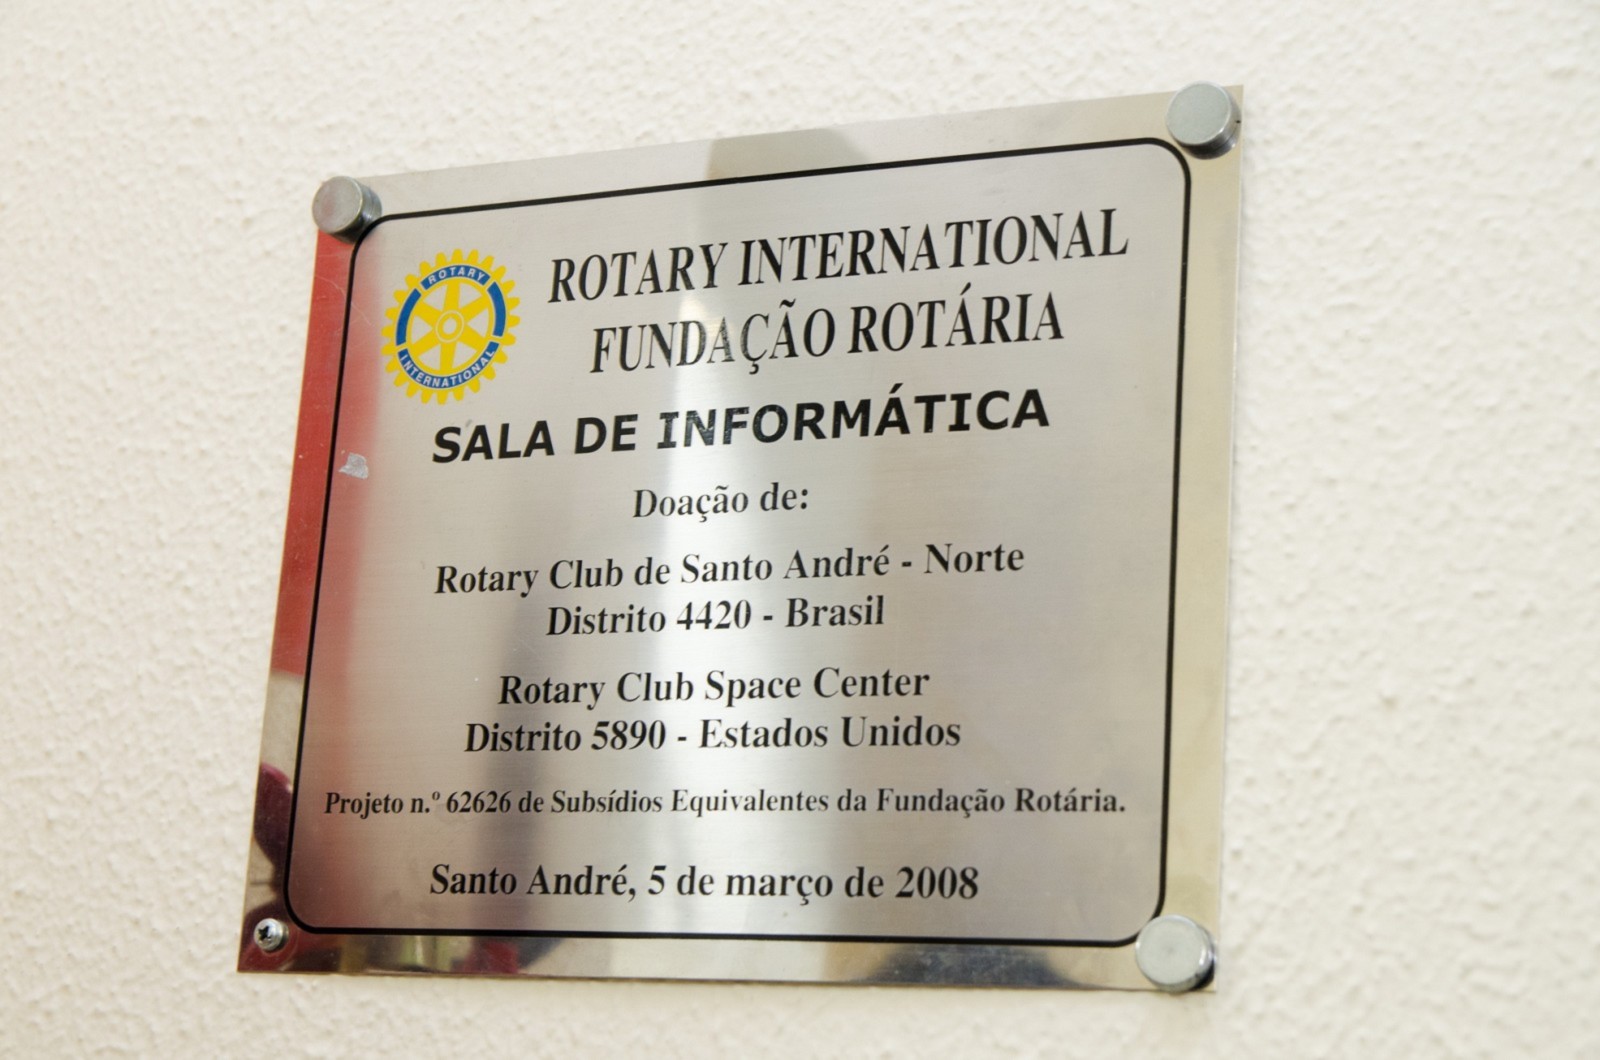 ROTARY INTERNATIONAL
FUNDAÇÃO ROTÁRIA
ROTARY
INTERNATIONAL
SALA DE INFORMÁTICA
Doação de:
Rotary Club de Santo André - Norte
Distrito 4420 - Brasil
Rotary Club Space Center
Distrito 5890 - Estados Unidos
Projeto n.º 62626 de Subsídios Equivalentes da Fundação Rotária.
Santo André, 5 de março de 2008